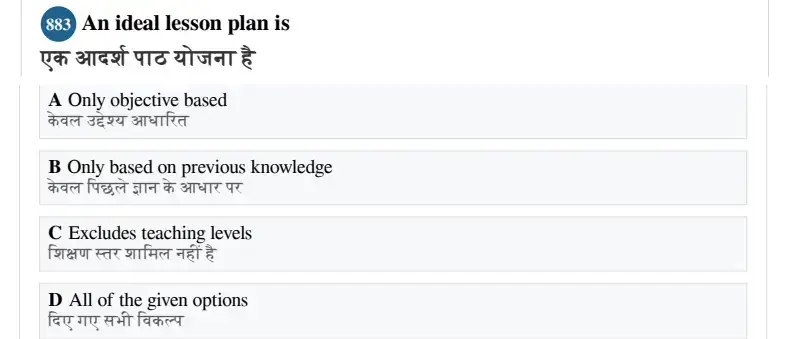 883 An ideal lesson plan is
एक आदर्श पाठ योजना है
A Only objective based
केवल उद्देश्य आधारित
B Only based on previous knowledge
केवल पिछले ज्ञान के आधार पर
C Excludes teaching levels
शिक्षण स्तर शामिल नहीं है
D All of the given options
दिए गए सभी विकल्प